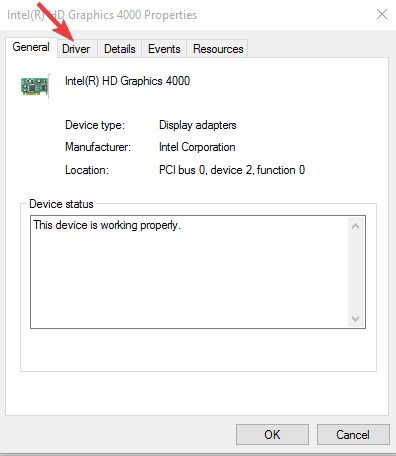 Intel(R) HD Graphics 4000 Properties
General Driver Details Events Resources
Intel(R) HD Graphics 4000
Device type: Display adapters
Manufacturer: Intel Corporation
Location: PCI bus 0, device 2, function 0
Device status
This device is working properly.
OK Cancel